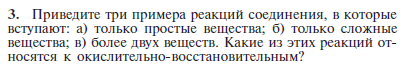 3. Приведите три примера реакций соединения, в которые
вступают: а) только простые вещества; б) только сложные
вещества; в) более двух веществ. Какие из этих реакций от-
носятся к окислительно-восстановительным?